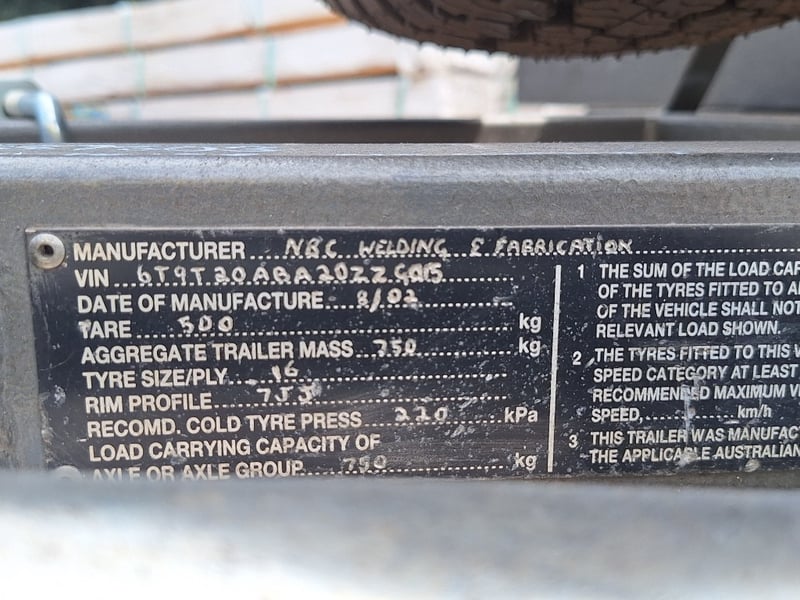 MANUFACTURER NBC WELDING & FABRICATION
VIN
DATE OF MANUFACTURE 8/02
TARE 500 kg
AGGREGATE TRAILER MASS 750 kg
TYRE SIZE/PLY 16
RIM PROFILE 7JJ
RECOMD. COLD TYRE PRESS 220 kPa
LOAD CARRYING CAPACITY OF
AXLE OR AXLE GROUP 750 kg
1 THE SUM OF THE LOAD CAP
OF THE TYRES FITTED TO A
OF THE VEHICLE SHALL NOT
RELEVANT LOAD SHOWN.
2 THE TYRES FITTED TO THIS
SPEED CATEGORY AT LEAST
RECOMMENDED MAXIMUM VE
SPEED, km/h
3 THIS TRAILER WAS MANUFAC
THE APPLICABLE AUSTRALIAN